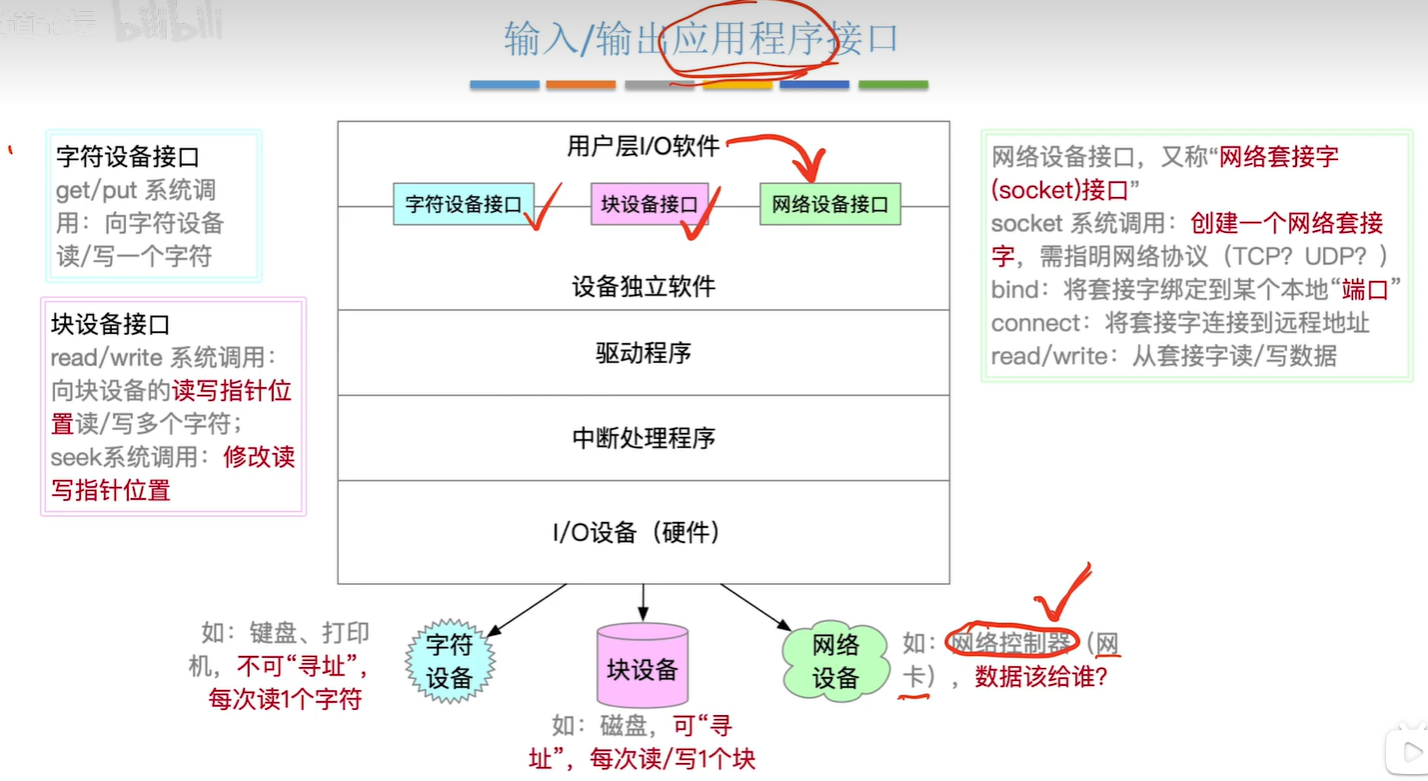 bilibili
输入/输出应用程序接口
字符设备接口
get/put 系统调
用：向字符设备
读/写一个字符
块设备接口
read/write 系统调用：
向块设备的读写指针位
置读/写多个字符；
seek系统调用：修改读
写指针位置
用户层I/O软件
字符设备接口
块设备接口
网络设备接口
设备独立软件
驱动程序
中断处理程序
I/O设备（硬件）
网络设备接口，又称“网络套接字
(socket)接口”
socket 系统调用：创建一个网络套接
字，需指明网络协议（TCP？UDP？）
bind：将套接字绑定到某个本地“端口”
connect：将套接字连接到远程地址
read/write：从套接字读/写数据
如：键盘、打印
机，不可“寻址”，
每次读1个字符
字符
设备
块设备
如：磁盘，可“寻
址”，每次读/写1个块
网络
设备
如：网络控制器（网
卡），数据该给谁？